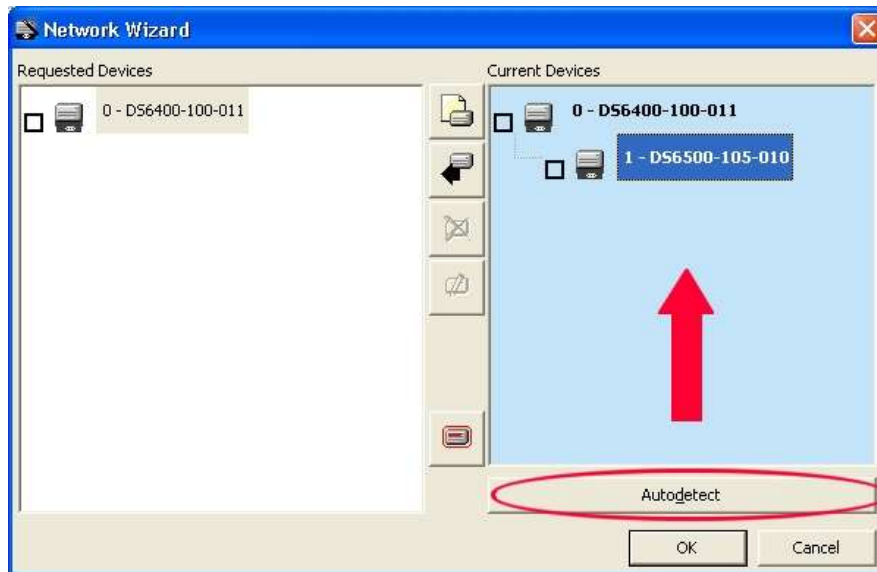 Network Wizard
Requested Devices
0 - DS6400-100-011
Current Devices
0 - DS6400-100-011
1 - DS6500-105-010
Autodetect
OK
Cancel